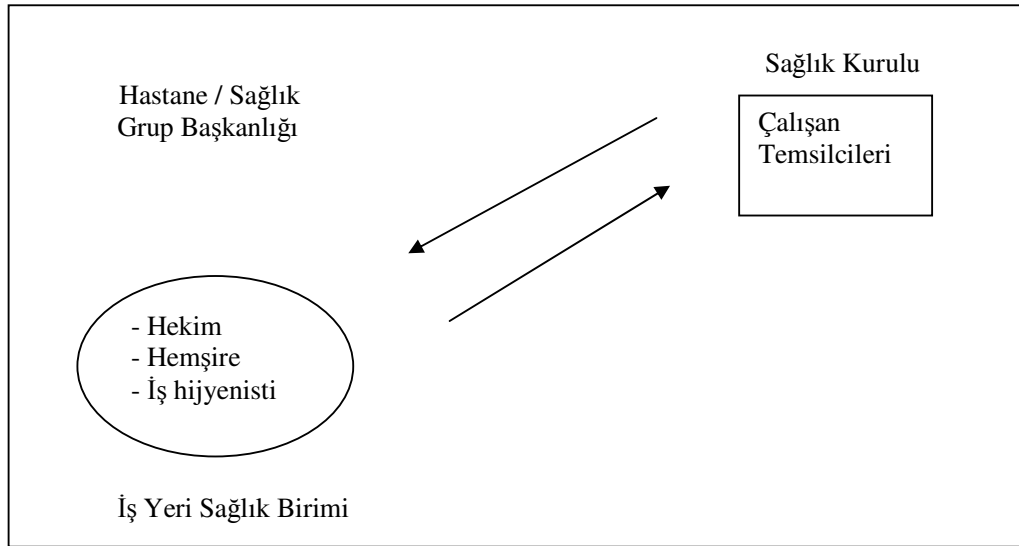 Hastane / Sağlık
Grup Başkanlığı
Sağlık Kurulu
Çalışan
Temsilcileri
- Hekim
- Hemşire
- İş hijyenisti
İş Yeri Sağlık Birimi